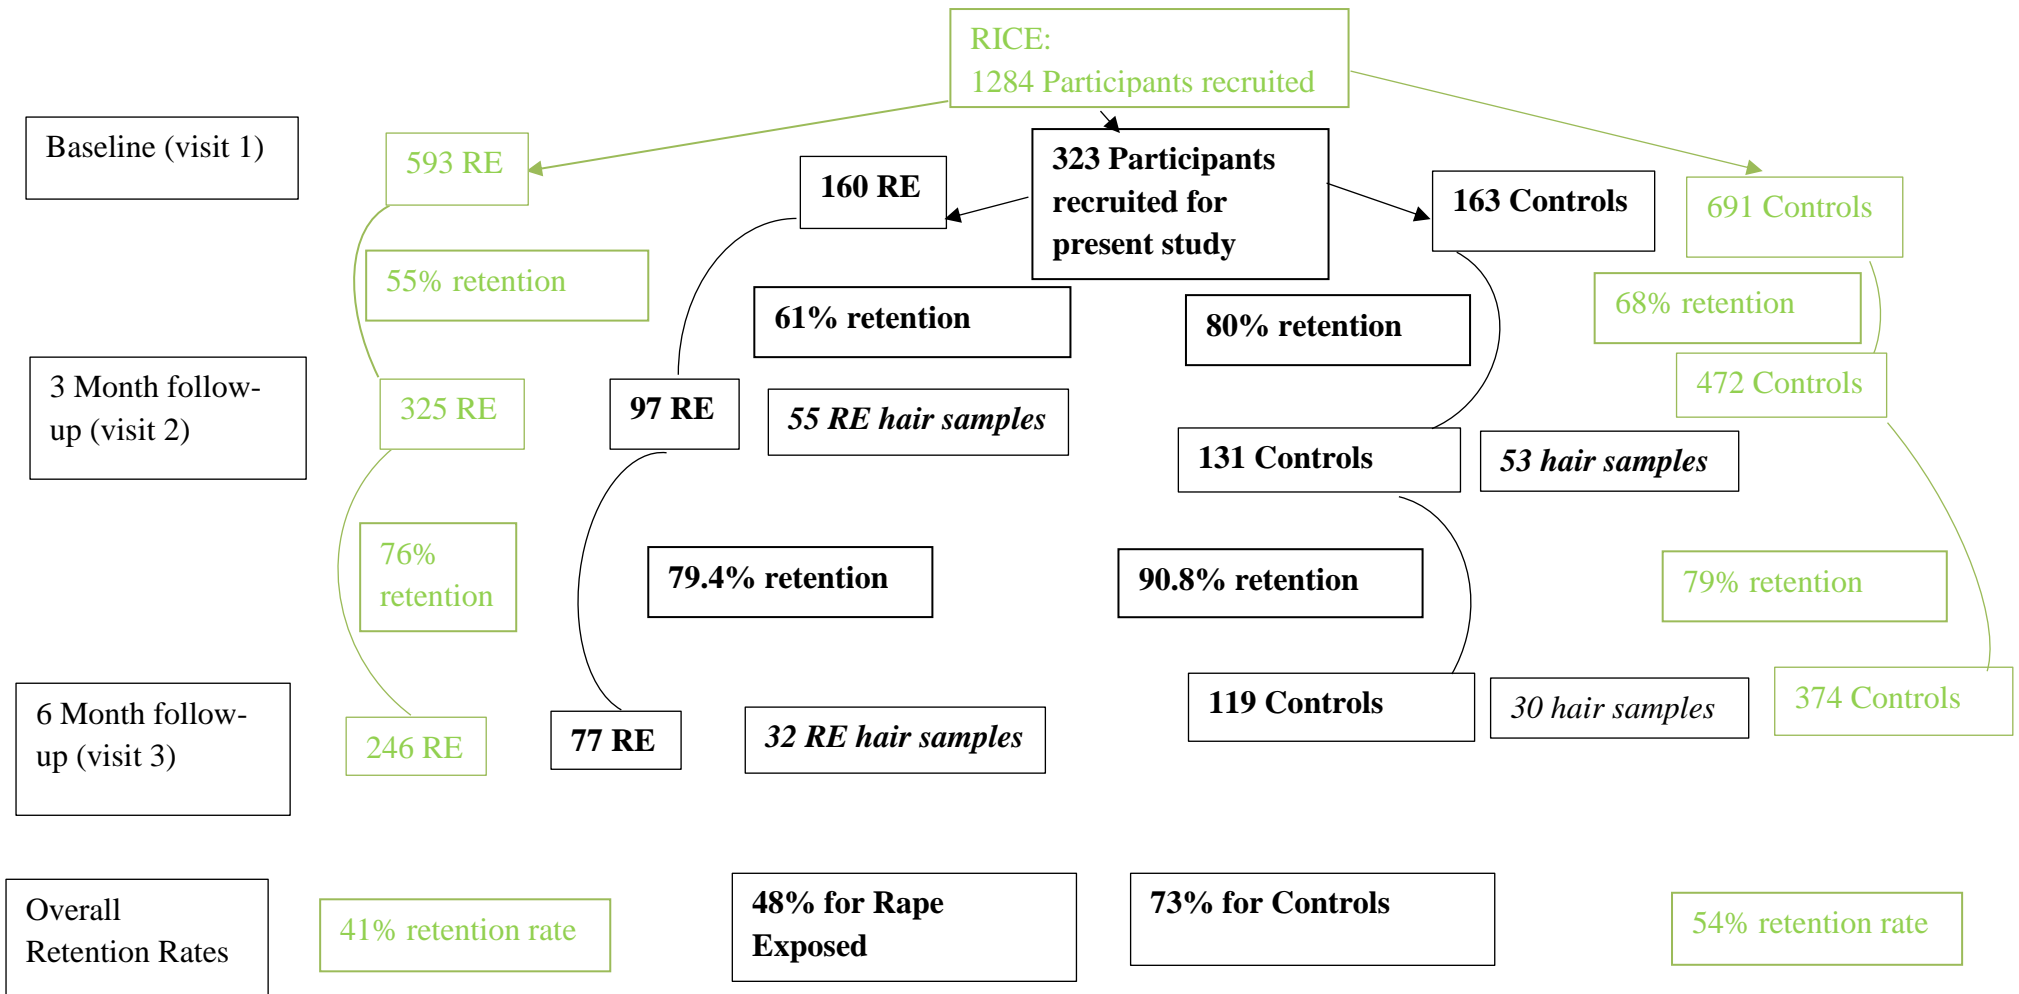 RICE:
1284 Participants recruited
Baseline (visit 1)
593 RE
160 RE
323 Participants
recruited for
present study
163 Controls
691 Controls
55% retention
61% retention
80% retention
68% retention
3 Month follow-
up (visit 2)
325 RE
97 RE
55 RE hair samples
131 Controls
53 hair samples
472 Controls
76%
retention
79.4% retention
90.8% retention
79% retention
6 Month follow-
up (visit 3)
246 RE
77 RE
32 RE hair samples
119 Controls
30 hair samples
374 Controls
Overall
Retention Rates
41% retention rate
48% for Rape
Exposed
73% for Controls
54% retention rate